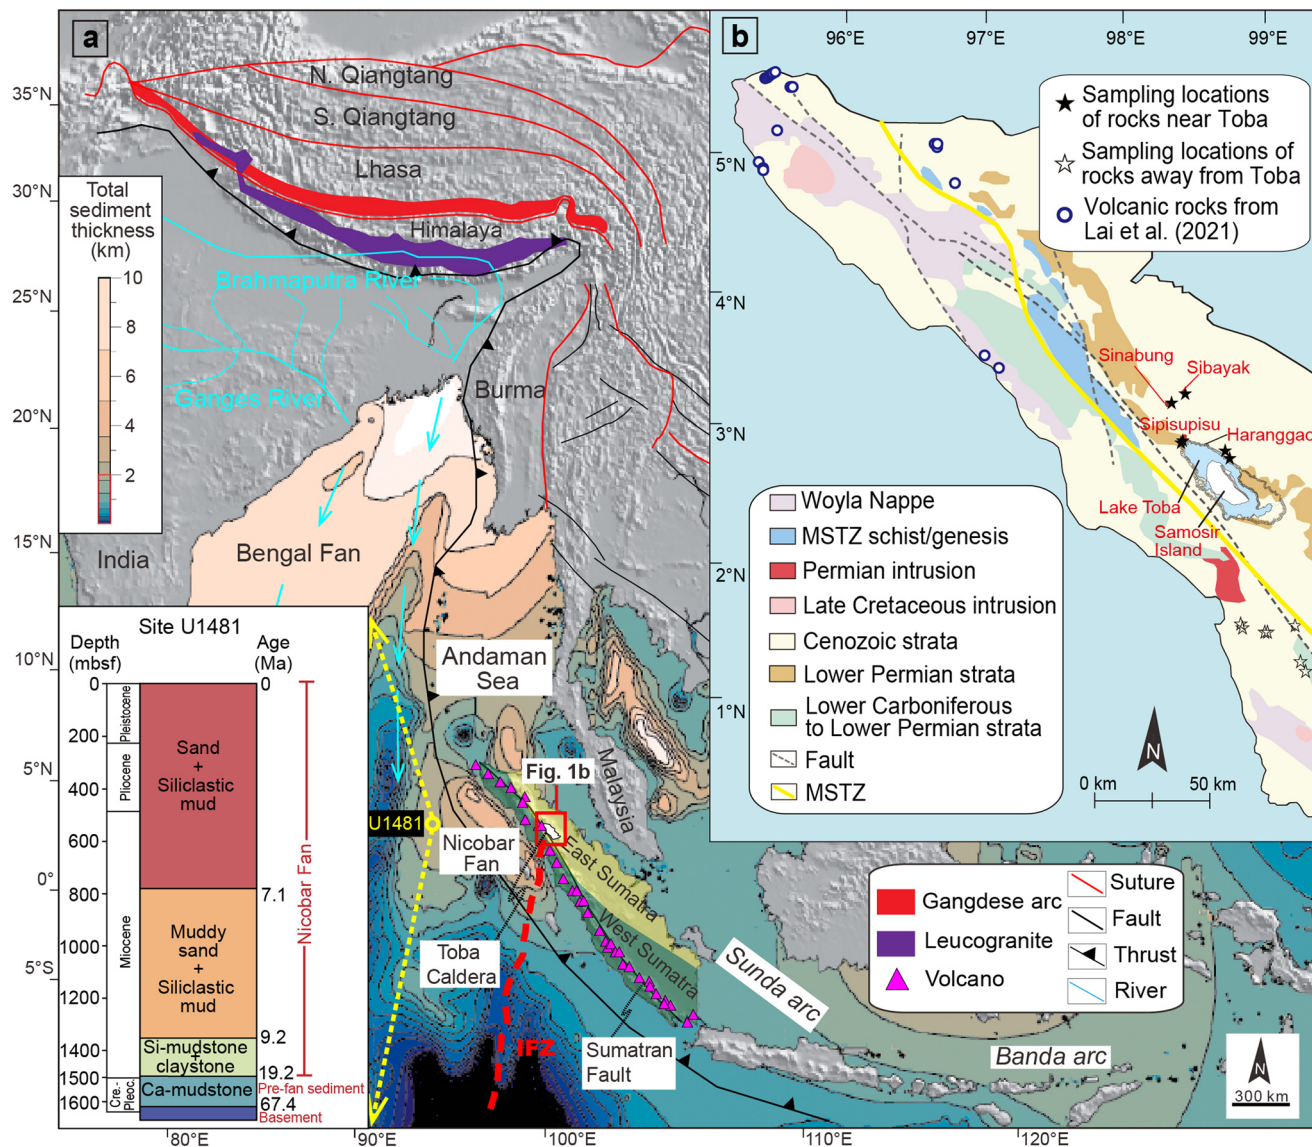 a
35°N
30°N
25°N
20°N
15°N
10°N
5°N
0°
5°S
80°E
90°E
100°E
110°E
120°E
N. Qiangtang
S. Qiangtang
Lhasa
Himalaya
Brahmaputra River
Ganges River
Burma
India
Bengal Fan
Andaman
Sea
Malaysia
Fig. 1b
U1481
Nicobar
Fan
East Sumatra
West Sumatra
Toba
Caldera
IFZ
Sumatran
Fault
Sunda arc
Banda arc
Total
sediment
thickness
(km)
10
8
6
4
2
Site U1481
Depth
(mbsf)
Age
(Ma)
0
200
400
600
800
1000
1200
1400
1500
1600
Pleistocene
Pliocene
Miocene
Cre.-
Pleoc.
Sand
+
Siliclastic
mud
Muddy
sand
+
Siliclastic
mud
Si-mudstone
+
claystone
Ca-mudstone
0
7.1
9.2
19.2
67.4
Nicobar Fan
Pre-fan sediment
Basement
Gangdese arc
Leucogranite
Volcano
Suture
Fault
Thrust
River
N
300 km
b
96°E
97°E
98°E
99°E
5°N
4°N
3°N
2°N
1°N
Sampling locations
of rocks near Toba
Sampling locations of
rocks away from Toba
Volcanic rocks from
Lai et al. (2021)
Sinabung
Sibayak
Sipisupisu
Haranggao
Lake Toba
Samosir
Island
Woyla Nappe
MSTZ schist/genesis
Permian intrusion
Late Cretaceous intrusion
Cenozoic strata
Lower Permian strata
Lower Carboniferous
to Lower Permian strata
Fault
MSTZ
N
0 km
50 km